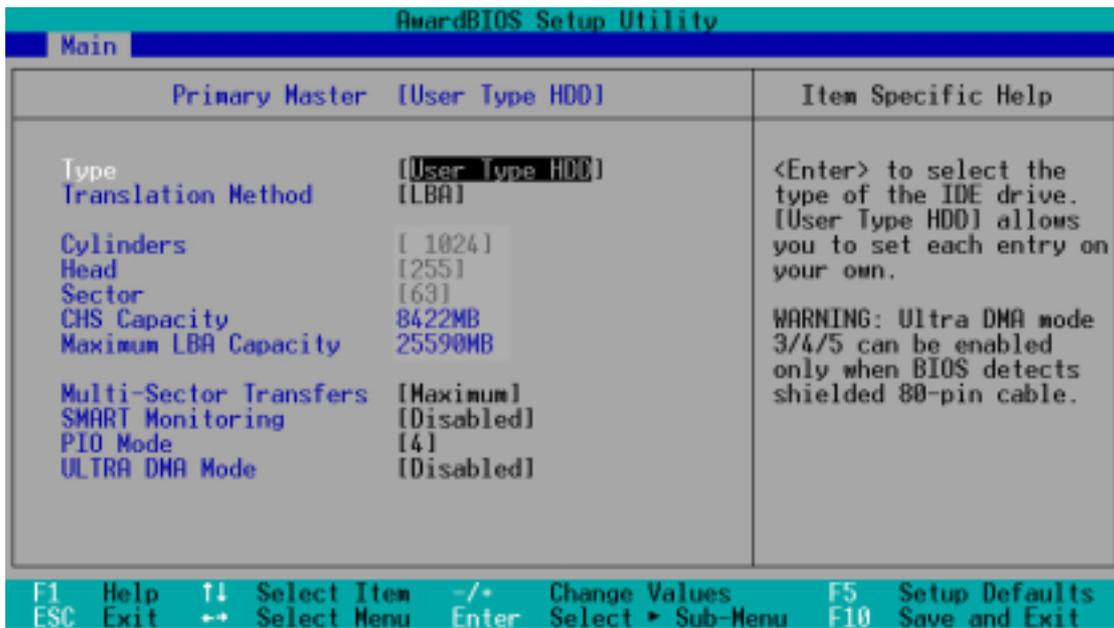 AwardBIOS Setup Utility
Main
Primary Master [User Type HDD]
Item Specific Help
Type [User Type HDD]
Translation Method [LBA]
Cylinders [ 1024]
Head [255]
Sector [63]
CHS Capacity 8422MB
Maximum LBA Capacity 25590MB
Multi-Sector Transfers [Maximum]
SMART Monitoring [Disabled]
PIO Mode [4]
ULTRA DMA Mode [Disabled]
<Enter> to select the
type of the IDE drive.
[User Type HDD] allows
you to set each entry on
your own.
WARNING: Ultra DMA mode
3/4/5 can be enabled
only when BIOS detects
shielded 80-pin cable.
F1 Help ↑↓ Select Item -/+ Change Values F5 Setup Defaults
ESC Exit ←→ Select Menu Enter Select ► Sub-Menu F10 Save and Exit